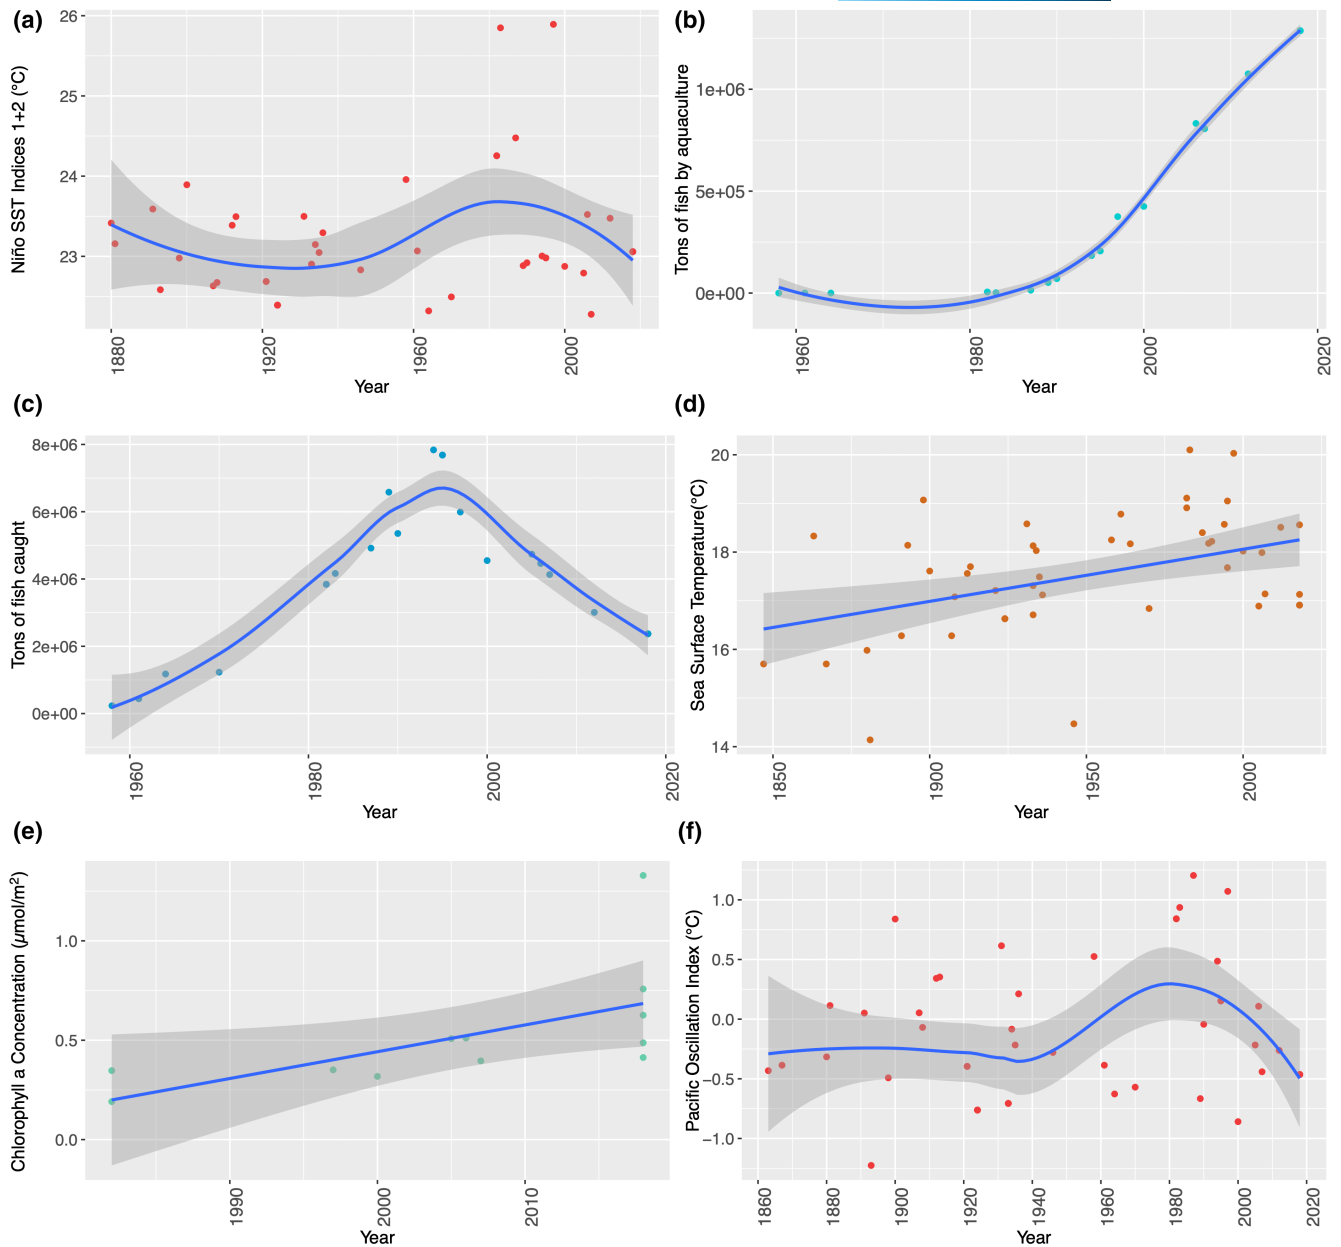 (a)
Niño SST Indices 1+2 (°C)
26
25
24
23
1880
1920
1960
2000
Year
(b)
Tons of fish by aquaculture
1e+06
5e+05
0e+00
1960
1980
2000
2020
Year
(c)
Tons of fish caught
8e+06
6e+06
4e+06
2e+06
0e+00
1960
1980
2000
2020
Year
(d)
Sea Surface Temperature(°C)
20
18
16
14
1850
1900
1950
2000
Year
(e)
Chlorophyll a Concentration (µmol/m²)
1.0
0.5
0.0
1990
2000
2010
Year
(f)
Pacific Oscillation Index (°C)
1.0
0.5
0.0
−0.5
−1.0
1860
1880
1900
1920
1940
1960
1980
2000
2020
Year